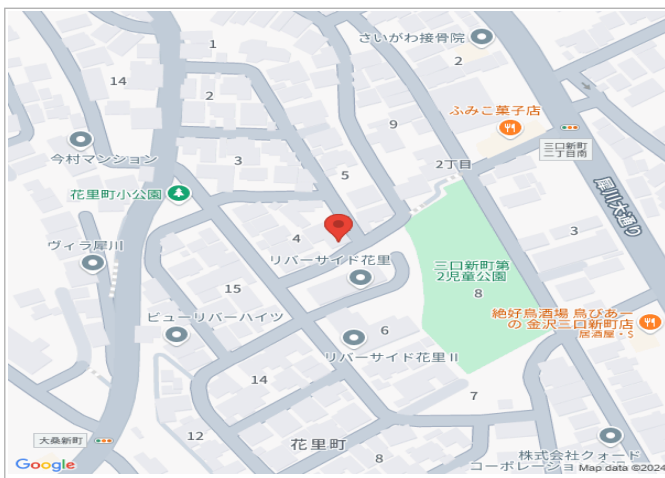 1
さいがわ接骨院
2
14
2
ふみこ菓子店
9
今村マンション
3
2丁目
三口新町
三丁目南
5
花里町小公園
犀川大通り
4
3
ヴィラ犀川
リバーサイド花里
三口新町第
2児童公園
15
8
ビューリバーハイツ
絶好鳥酒場 鳥ぴあー
の 金沢三口新町店
居酒屋・$
6
リバーサイド花里 II
14
7
12
大桑新町
花里町
8
株式会社クォード
コーポレーション
Google
Map data ©2024